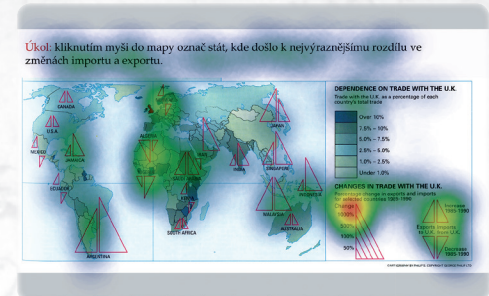 Úkol: kliknutím myši do mapy označ stát, kde došlo k nejvýraznějšímu rozdílu ve
změnách importu a exportu.
DEPENDENCE ON TRADE WITH THE U.K.
Trade with the U.K. as a percentage of each
country's total trade
Over 10%
7.5% – 10%
5.0% – 7.5%
2.5% – 5.0%
1.0% – 2.5%
Under 1.0%
CANADA
U.S.A.
MEXICO
JAMAICA
ECUADOR
ARGENTINA
ALGERIA
SOUTH AFRICA
INDIA
JAPAN
SINGAPORE
MALAYSIA
AUSTRALIA
CHANGES IN TRADE WITH THE U.K.
Percentage change in exports and imports
for selected countries 1985-1990
Change
1000%
500%
100%
50%
Increase
1985-1990
Exports Imports
to U.K. from U.K.
Decrease
1985-1990